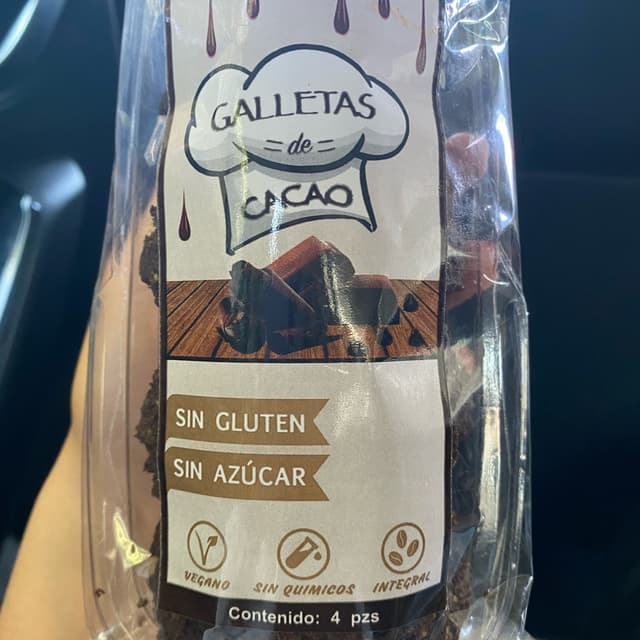 GALLETAS
de
CACAO
SIN GLUTEN
SIN AZÚCAR
VEGANO
SIN QUIMICOS
INTEGRAL
Contenido: 4 pzs